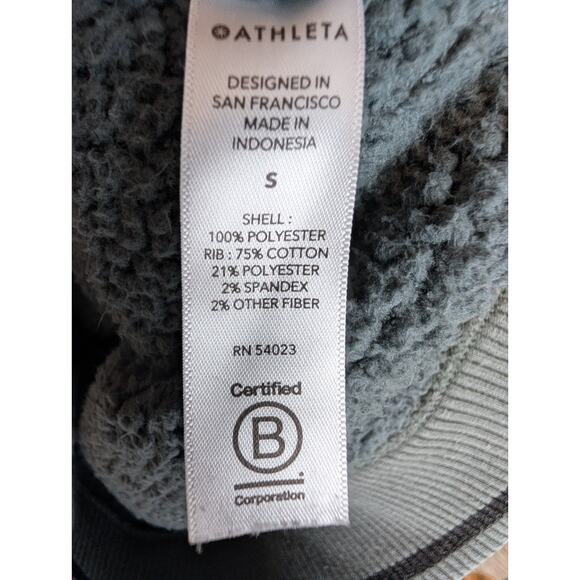 ATHLETA
DESIGNED IN
SAN FRANCISCO
MADE IN
INDONESIA
S
SHELL :
100% POLYESTER
RIB : 75% COTTON
21% POLYESTER
2% SPANDEX
2% OTHER FIBER
RN 54023
Certified
B
Corporation